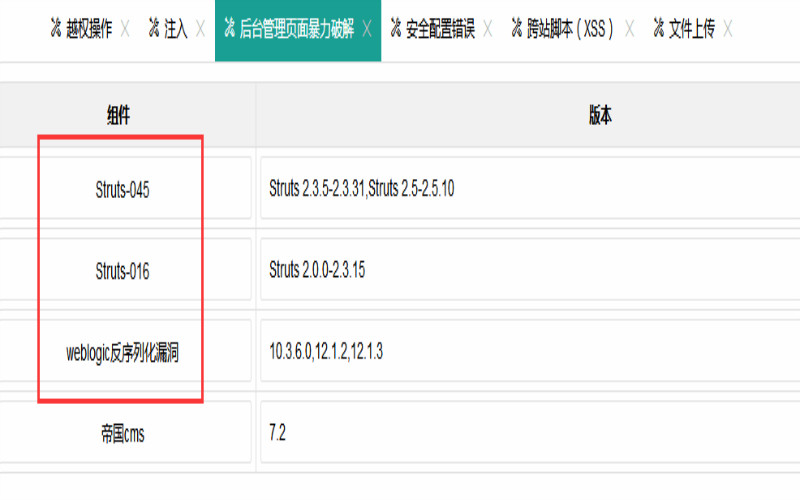 越权操作 注入 后台管理页面暴力破解 安全配置错误 跨站脚本（XSS） 文件上传
组件 版本
Struts-045 Struts 2.3.5-2.3.31,Struts 2.5-2.5.10
Struts-016 Struts 2.0.0-2.3.15
weblogic反序列化漏洞 10.3.6.0,12.1.2,12.1.3
帝国cms 7.2